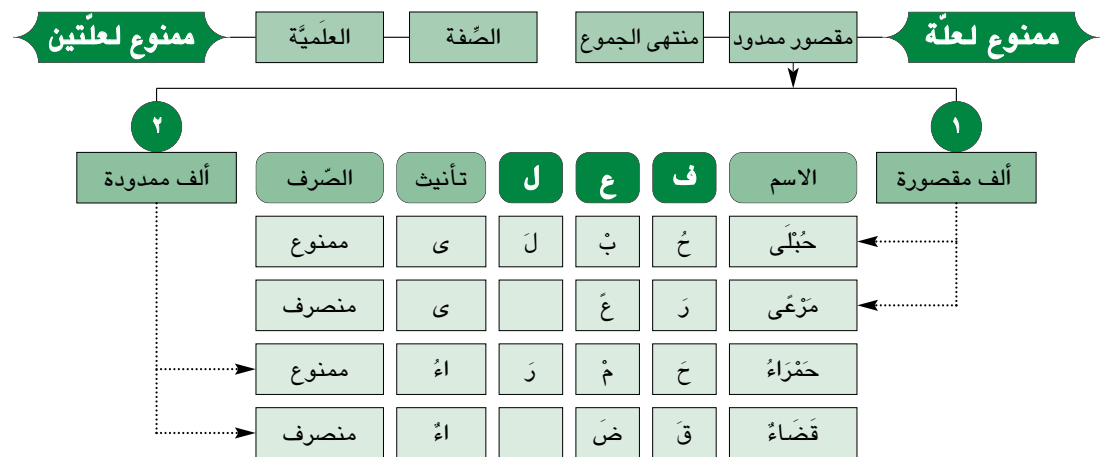 ممنوع لعلّة مقصور ممدود منتهى الجموع الصِّفة العلَميَّة ممنوع لعلّتين
١ ٢
ألف مقصورة الاسم ف ع ل تأنيث الصّرف ألف ممدودة
حُبْلَى حُ بْ لَ ى ممنوع
مَرْعًى رَ عً ى منصرف
حَمْرَاءُ حَ مْ رَ اءُ ممنوع
قَضَاءٌ قَ ضَ اءٌ منصرف